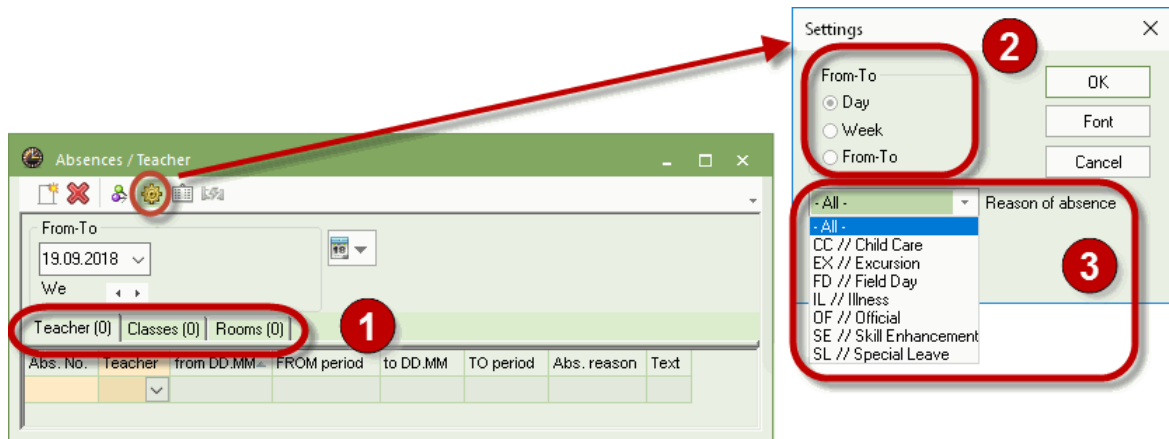 Absences / Teacher
From-To
19.09.2018
18
We
Teacher (0) Classes (0) Rooms (0)
1
Abs. No. Teacher from DD.MM FROM period to DD.MM TO period Abs. reason Text
Settings
2
From-To
Day
Week
From-To
OK
Font
Cancel
- All - Reason of absence
- All -
CC // Child Care
EX // Excursion
FD // Field Day
IL // Illness
OF // Official
SE // Skill Enhancement
SL // Special Leave
3